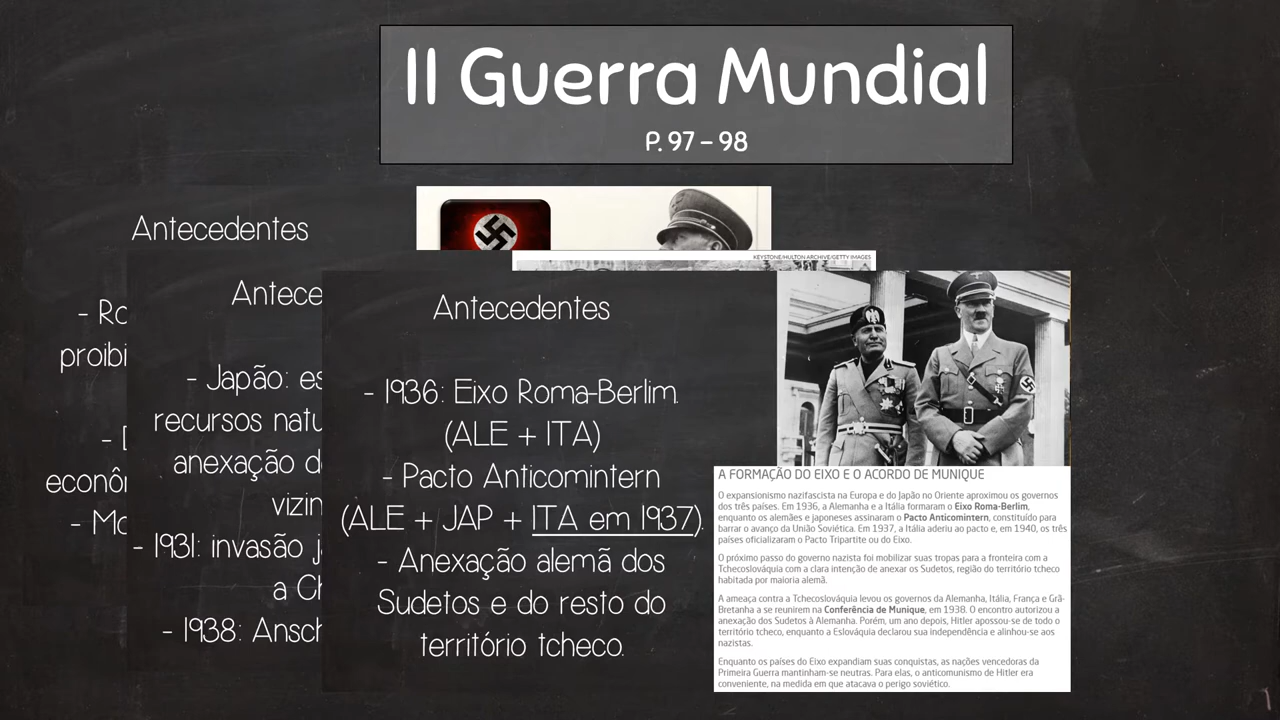 II Guerra Mundial
P. 97 – 98
Antecedentes
- Ro
proibi
econôr
- Mo
Antece
- Japão: es
recursos natu
anexação d
vizin
- 1931: invasão j
a Ch
- 1938: Ansch
KEYSTONE/HULTON ARCHIVE/GETTY IMAGES
Antecedentes
- 1936: Eixo Roma-Berlim.
(ALE + ITA)
- Pacto Anticomintern
(ALE + JAP + ITA em 1937).
- Anexação alemã dos
Sudetos e do resto do
território tcheco.
A FORMAÇÃO DO EIXO E O ACORDO DE MUNIQUE
O expansionismo nazifascista na Europa e do Japão no Oriente aproximou os governos
dos três países. Em 1936, a Alemanha e a Itália formaram o Eixo Roma-Berlim,
enquanto os alemães e japoneses assinaram o Pacto Anticomintern, constituído para
barrar o avanço da União Soviética. Em 1937, a Itália aderiu ao pacto e, em 1940, os três
países oficializaram o Pacto Tripartite ou do Eixo.
O próximo passo do governo nazista foi mobilizar suas tropas para a fronteira com a
Tchecoslováquia com a clara intenção de anexar os Sudetos, região do território tcheco
habitada por maioria alemã.
A ameaça contra a Tchecoslováquia levou os governos da Alemanha, Itália, França e Grã-
Bretanha a se reunirem na Conferência de Munique, em 1938. O encontro autorizou a
anexação dos Sudetos à Alemanha. Porém, um ano depois, Hitler apossou-se de todo o
território tcheco, enquanto a Eslováquia declarou sua independência e alinhou-se aos
nazistas.
Enquanto os países do Eixo expandiam suas conquistas, as nações vencedoras da
Primeira Guerra mantinham-se neutras. Para elas, o anticomunismo de Hitler era
conveniente, na medida em que atacava o perigo soviético.